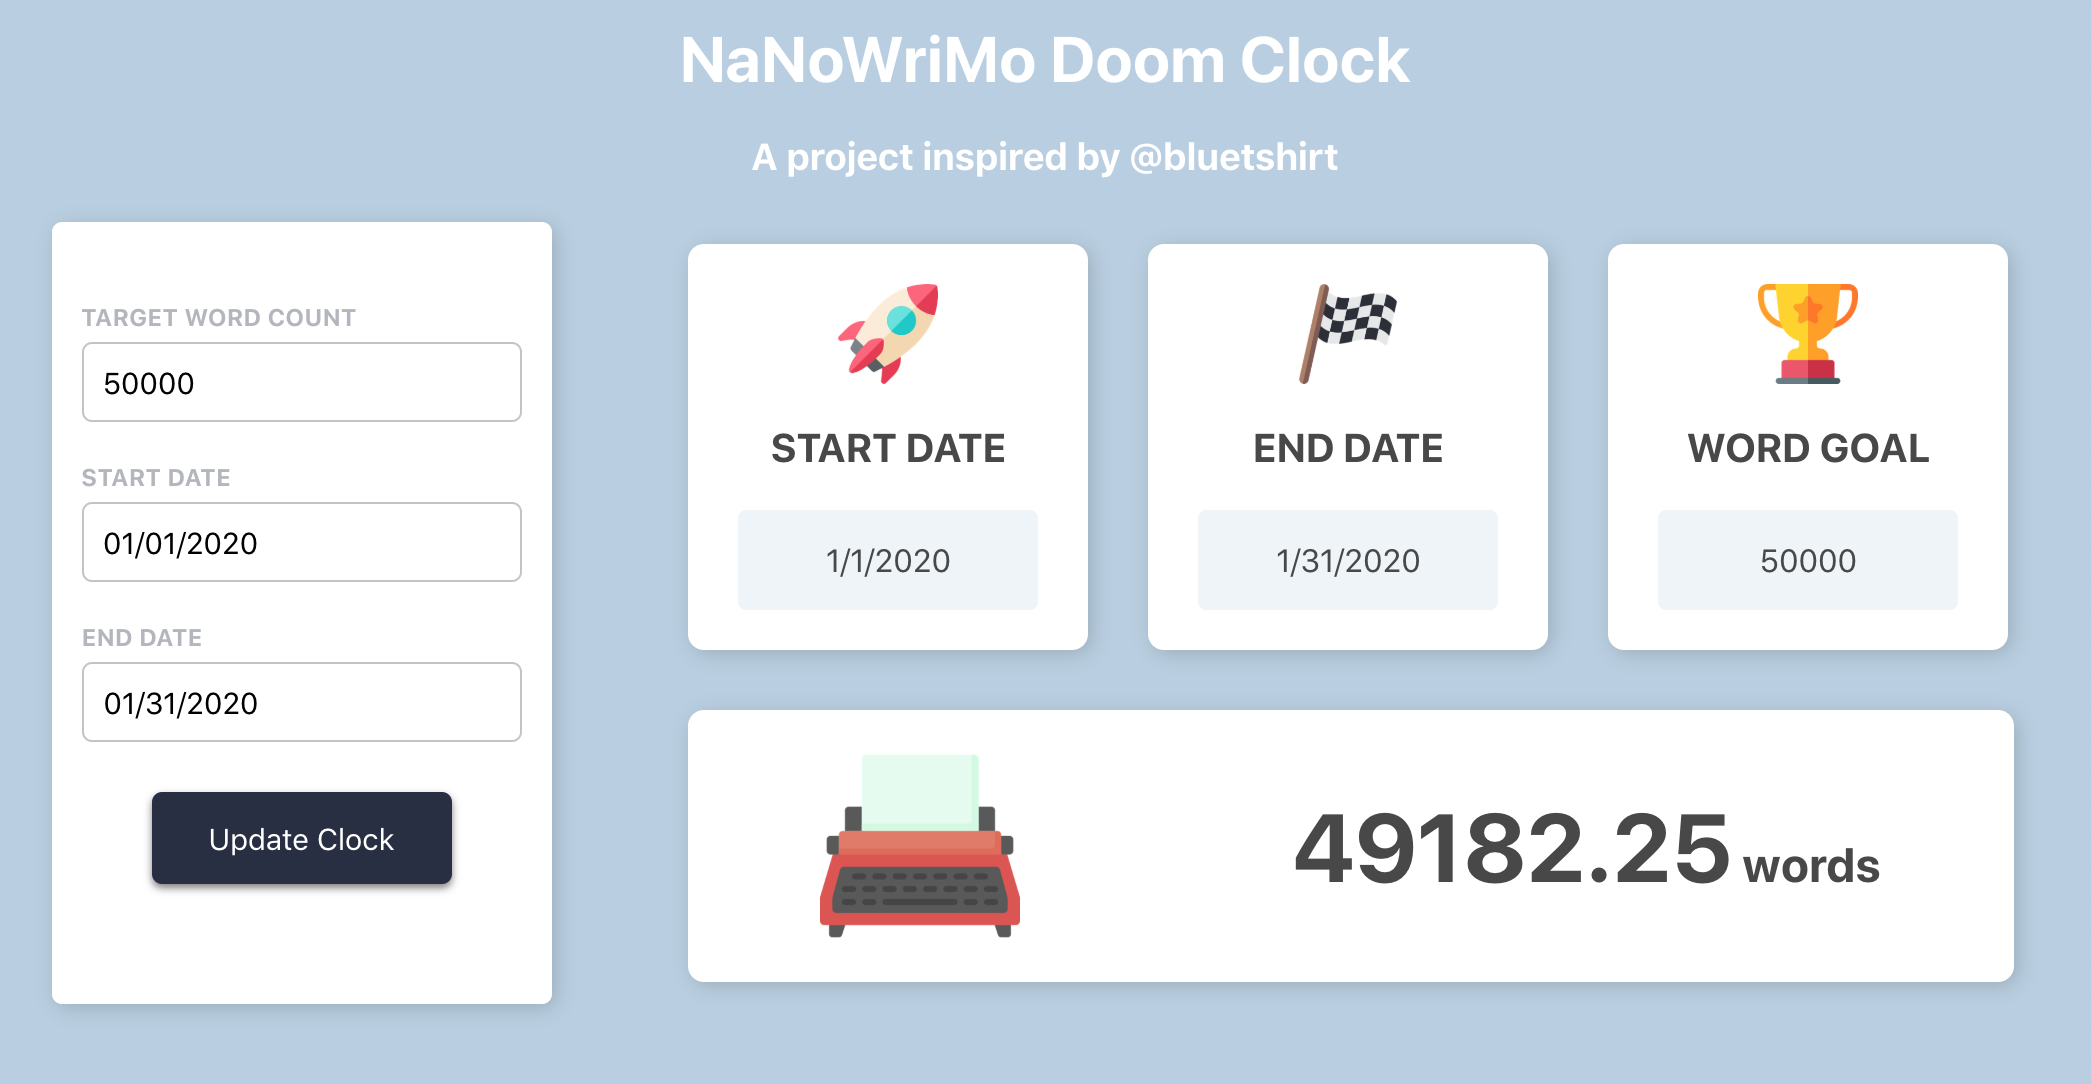 NaNoWriMo Doom Clock
A project inspired by @bluetshirt
TARGET WORD COUNT
50000
START DATE
01/01/2020
END DATE
01/31/2020
Update Clock
START DATE
1/1/2020
END DATE
1/31/2020
WORD GOAL
50000
49182.25 words